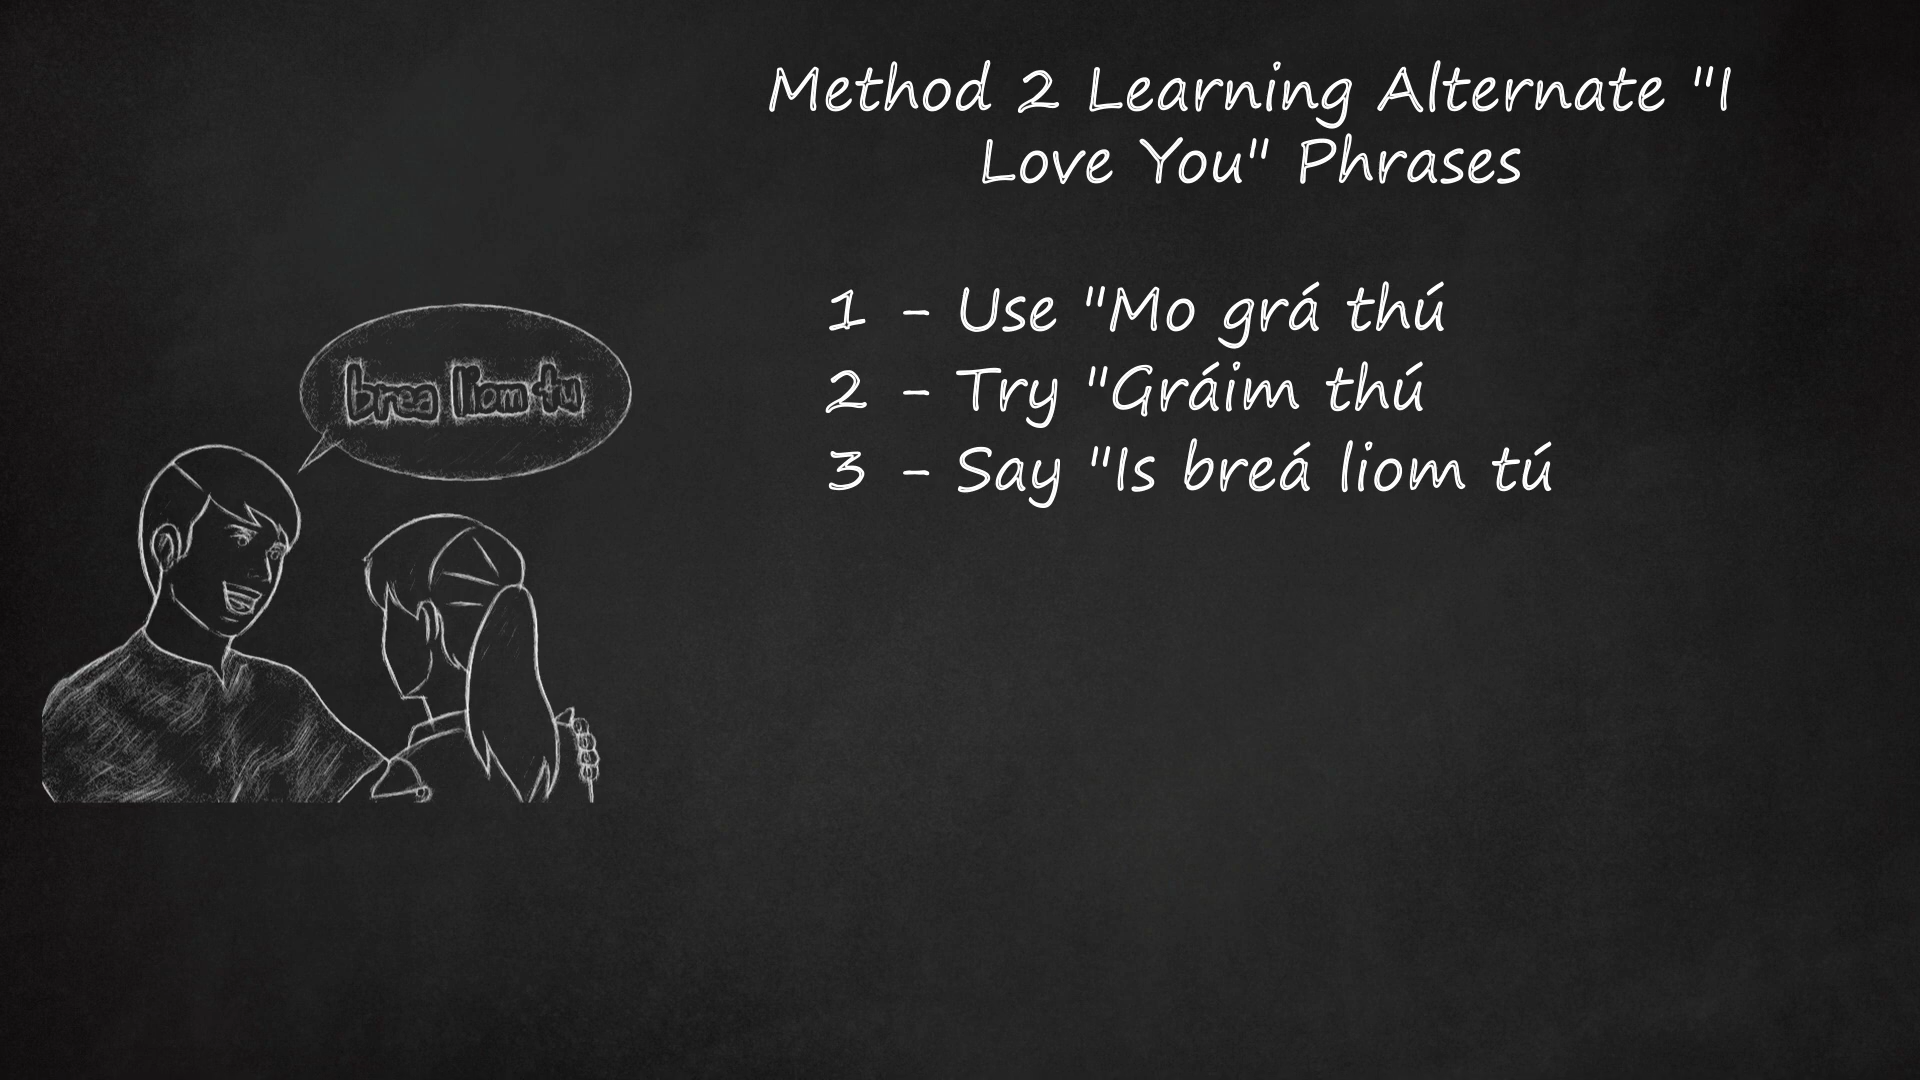 Method 2 Learning Alternate "I
Love You" Phrases
1 - Use "Mo grá thú
2 - Try "Gráim thú
3 - Say "Is breá liom tú
brea liom tu